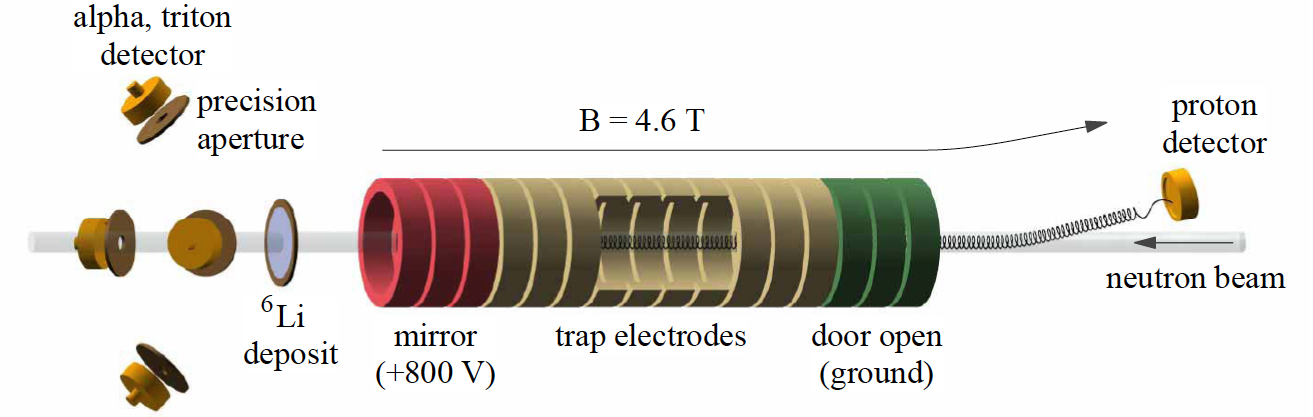 alpha, triton
detector
precision
aperture
B = 4.6 T
proton
detector
neutron beam
⁶Li
deposit
mirror
(+800 V)
trap electrodes
door open
(ground)